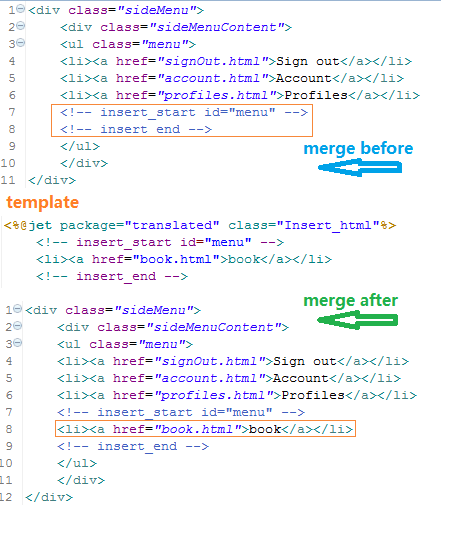 1 <div class="sideMenu">
2 <div class="sideMenuContent">
3 <ul class="menu">
4 <li><a href="signOut.html">Sign out</a></li>
5 <li><a href="account.html">Account</a></li>
6 <li><a href="profiles.html">Profiles</a></li>
7 <!-- insert_start id="menu" -->
8 <!-- insert_end -->
9 </ul>
merge before
10 </div>
11 </div>
template
<%@jet package="translated" class="Insert_html"%>
<!-- insert_start id="menu" -->
<li><a href="book.html">book</a></li>
<!-- insert_end -->
merge after
1 <div class="sideMenu">
2 <div class="sideMenuContent">
3 <ul class="menu">
4 <li><a href="signOut.html">Sign out</a></li>
5 <li><a href="account.html">Account</a></li>
6 <li><a href="profiles.html">Profiles</a></li>
7 <!-- insert_start id="menu" -->
8 <li><a href="book.html">book</a></li>
9 <!-- insert_end -->
10 </ul>
11 </div>
12 </div>